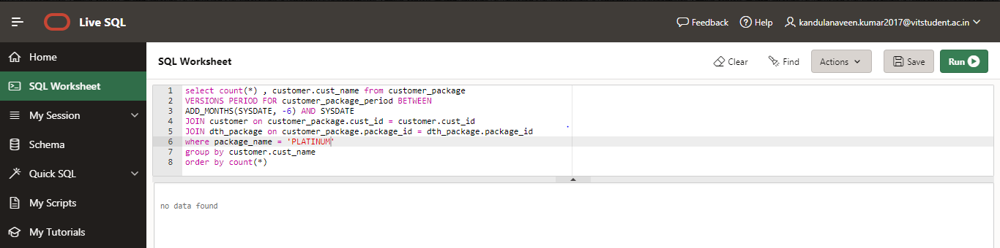 Live SQL
Feedback Help kandulanaveen.kumar2017@vitstudent.ac.in
Home
SQL Worksheet
My Session
Schema
Quick SQL
My Scripts
My Tutorials
SQL Worksheet
Clear Find Actions Save Run
1 select count(*) , customer.cust_name from customer_package
2 VERSIONS PERIOD FOR customer_package_period BETWEEN
3 ADD_MONTHS(SYSDATE, -6) AND SYSDATE
4 JOIN customer on customer_package.cust_id = customer.cust_id
5 JOIN dth_package on customer_package.package_id = dth_package.package_id
6 where package_name = 'PLATINUM'
7 group by customer.cust_name
8 order by count(*)
no data found